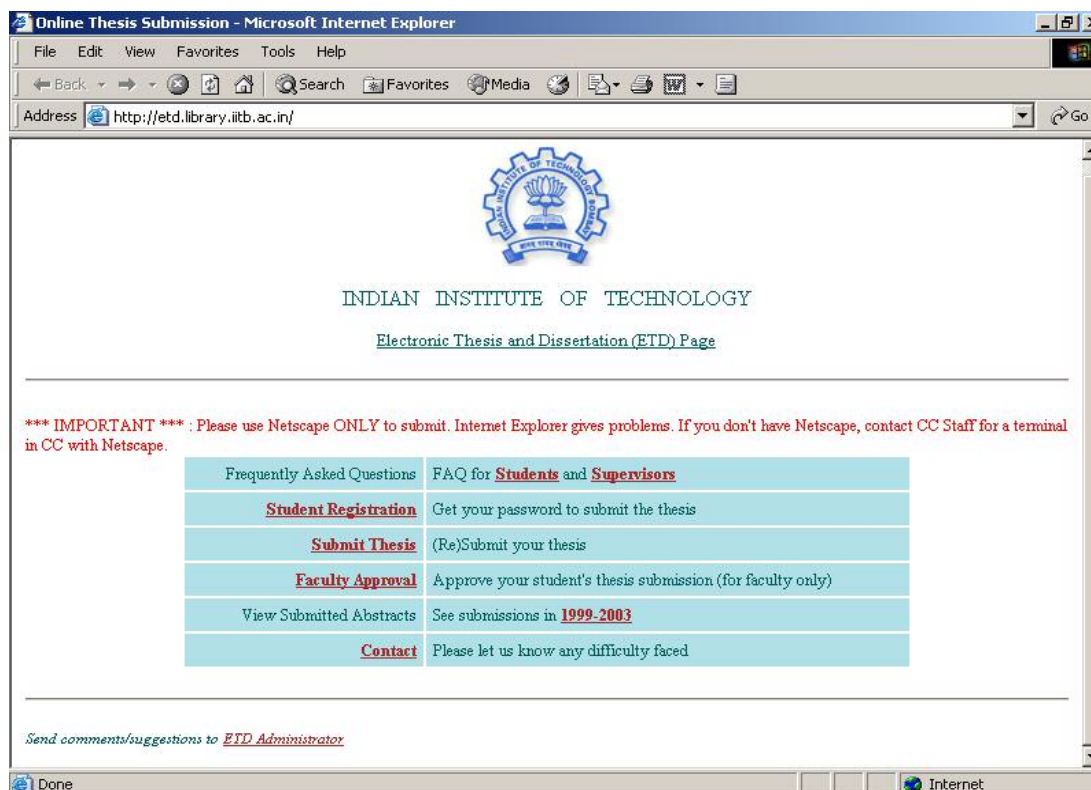 Online Thesis Submission - Microsoft Internet Explorer
File Edit View Favorites Tools Help
Back Search Favorites Media
Address http://etd.library.iitb.ac.in/ Go
INDIAN INSTITUTE OF TECHNOLOGY BOMBAY
INDIAN INSTITUTE OF TECHNOLOGY
Electronic Thesis and Dissertation (ETD) Page
*** IMPORTANT *** : Please use Netscape ONLY to submit. Internet Explorer gives problems. If you don't have Netscape, contact CC Staff for a terminal
in CC with Netscape.
Frequently Asked Questions FAQ for Students and Supervisors
Student Registration Get your password to submit the thesis
Submit Thesis (Re)Submit your thesis
Faculty Approval Approve your student's thesis submission (for faculty only)
View Submitted Abstracts See submissions in 1999-2003
Contact Please let us know any difficulty faced
Send comments/suggestions to ETD Administrator
Done Internet